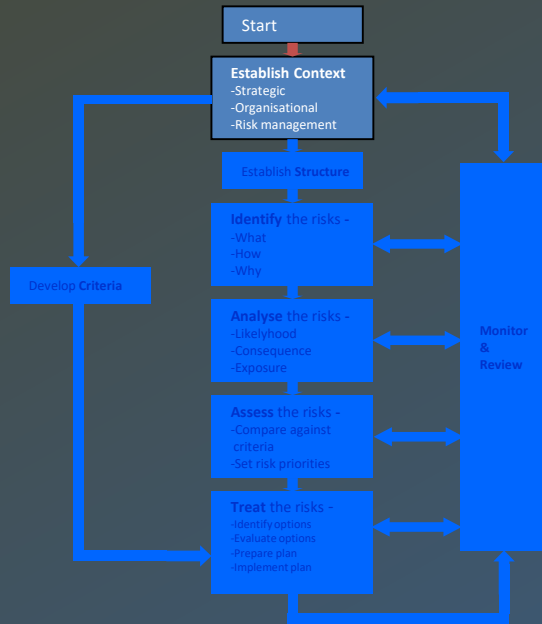 Start
Establish Context
-Strategic
-Organisational
-Risk management
Establish Structure
Identify the risks -
-What
-How
-Why
Develop Criteria
Analyse the risks -
-Likelyhood
-Consequence
-Exposure
Monitor
&
Review
Assess the risks -
-Compare against
criteria
-Set risk priorities
Treat the risks -
-Identify options
-Evaluate options
-Prepare plan
-Implement plan